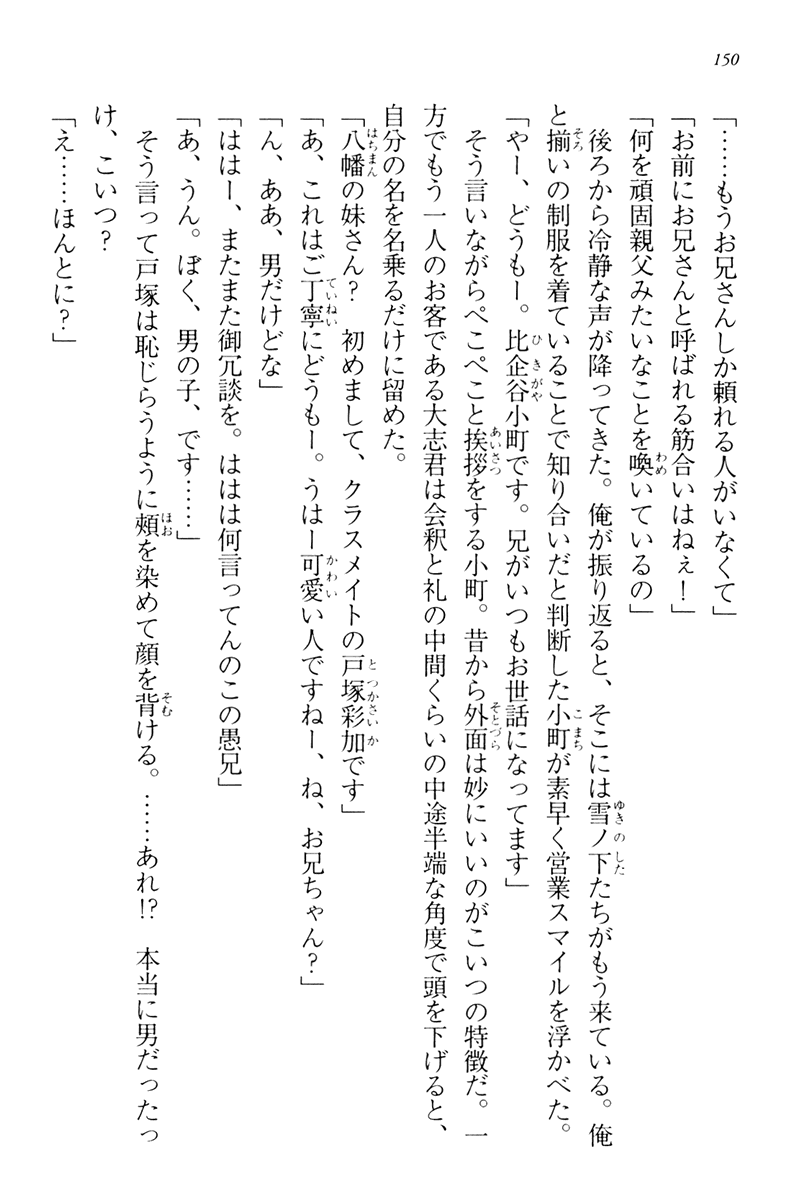 150
「……もうお兄さんしか頼れる人がいなくて」
「お前にお兄さんと呼ばれる筋合いはねぇ！」
「何を頑固親父みたいなことを喚いているの」
　後ろから冷静な声が降ってきた。俺が振り返ると、そこには雪ノ下たちがもう来ている。俺
と揃いの制服を着ていることで知り合いだと判断した小町が素早く営業スマイルを浮かべた。
「やー、どうもー。比企谷小町です。兄がいつもお世話になってます」
　そう言いながらぺこぺこと挨拶をする小町。昔から外面は妙にいいのがこいつの特徴だ。一
方でもう一人のお客である大志君は会釈と礼の中間くらいの中途半端な角度で頭を下げると、
自分の名を名乗るだけに留めた。
「八幡の妹さん？　初めまして、クラスメイトの戸塚彩加です」
「あ、これはご丁寧にどうもー。うはー可愛い人ですねー、ね、お兄ちゃん？」
「ん、ああ、男だけどな」
「ははー、またまた御冗談を。ははは何言ってんのこの愚兄」
「あ、うん。ぼく、男の子、です……」
　そう言って戸塚は恥じらうように頬を染めて顔を背ける。……あれ!?　本当に男だったっ
け、こいつ？
「え……ほんとに？」